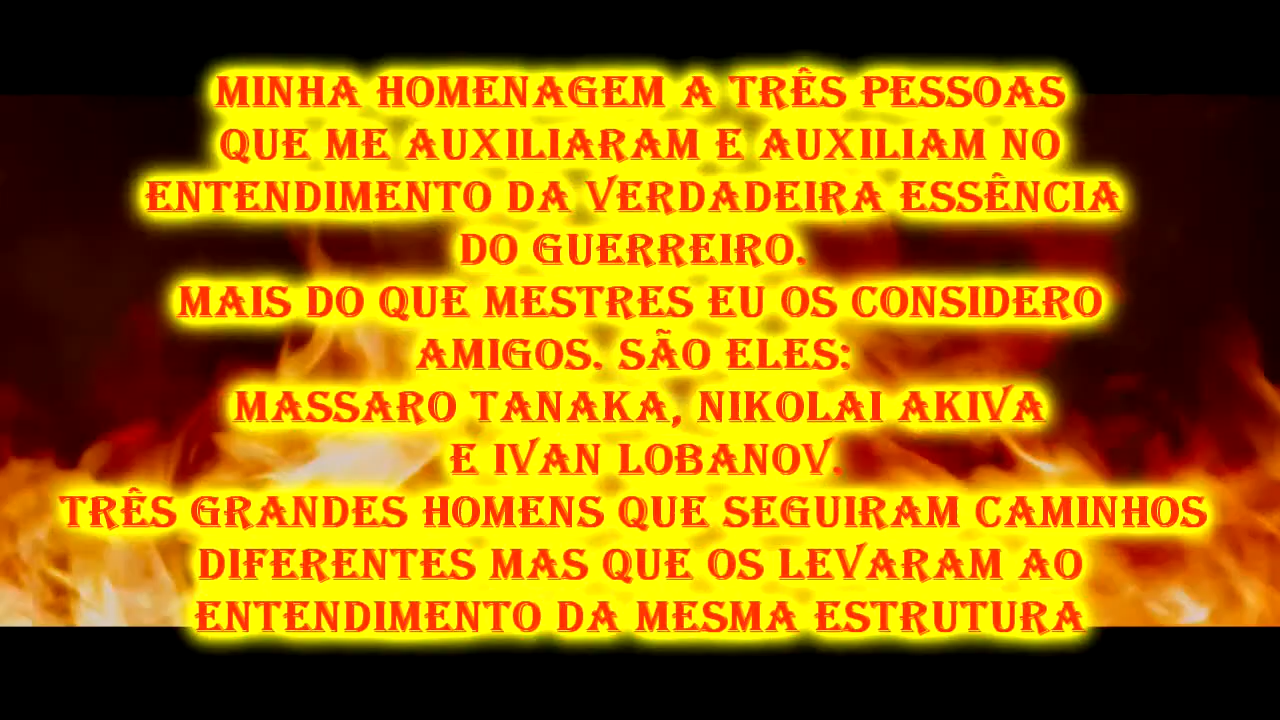 MINHA HOMENAGEM A TRÊS PESSOAS
QUE ME AUXILIARAM E AUXILIAM NO
ENTENDIMENTO DA VERDADEIRA ESSÊNCIA
DO GUERREIRO.
MAIS DO QUE MESTRES EU OS CONSIDERO
AMIGOS. SÃO ELES:
MASSARO TANAKA, NIKOLAI AKIVA
E IVAN LOBANOV.
TRÊS GRANDES HOMENS QUE SEGUIRAM CAMINHOS
DIFERENTES MAS QUE OS LEVARAM AO
ENTENDIMENTO DA MESMA ESTRUTURA